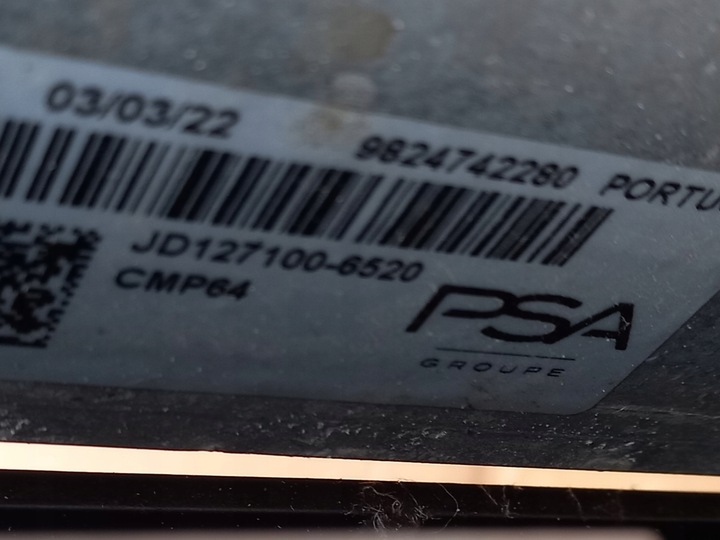 03/03/22 9824742280 PORTU
JD127100-6520
CMP64
PSA
GROUPE